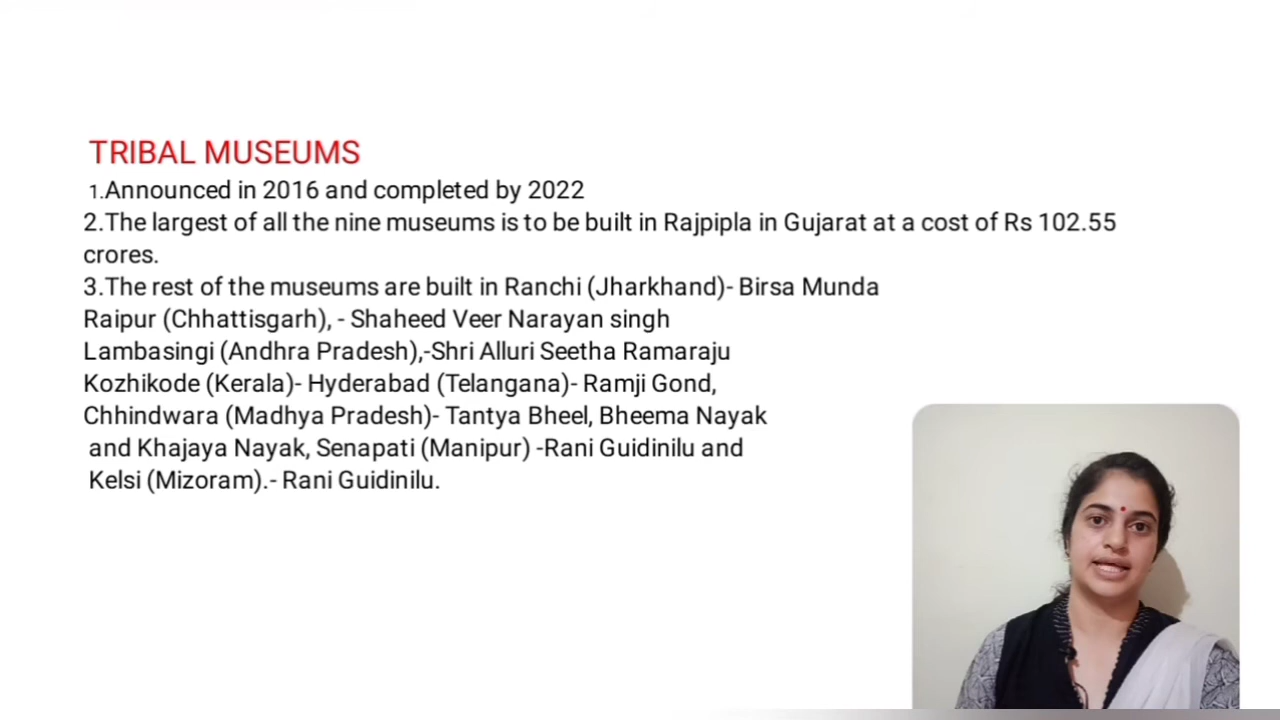 TRIBAL MUSEUMS
1.Announced in 2016 and completed by 2022
2.The largest of all the nine museums is to be built in Rajpipla in Gujarat at a cost of Rs 102.55
crores.
3.The rest of the museums are built in Ranchi (Jharkhand)- Birsa Munda
Raipur (Chhattisgarh), - Shaheed Veer Narayan singh
Lambasingi (Andhra Pradesh),-Shri Alluri Seetha Ramaraju
Kozhikode (Kerala)- Hyderabad (Telangana)- Ramji Gond,
Chhindwara (Madhya Pradesh)- Tantya Bheel, Bheema Nayak
and Khajaya Nayak, Senapati (Manipur) -Rani Guidinilu and
Kelsi (Mizoram).- Rani Guidinilu.